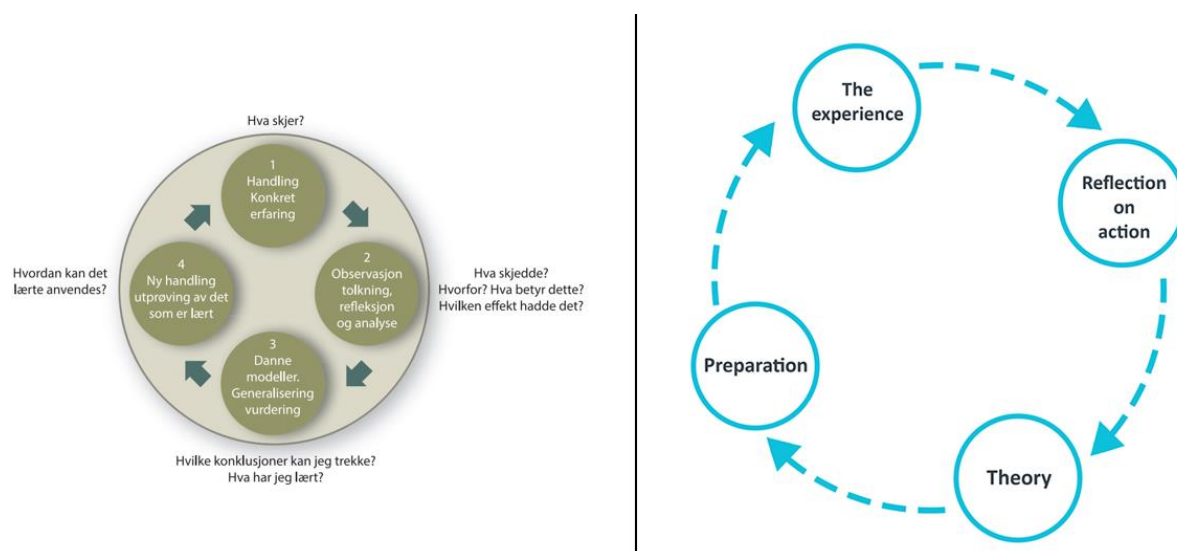 Hva skjer?
1
Handling
Konkret
erfaring
2
Observasjon
tolkning,
refleksjon
og analyse
Hva skjedde?
Hvorfor? Hva betyr dette?
Hvilken effekt hadde det?
3
Danne
modeller.
Generalisering
vurdering
Hvilke konklusjoner kan jeg trekke?
Hva har jeg lært?
4
Ny handling
utprøving av det
som er lært
Hvordan kan det
lærte anvendes?
The
experience
Reflection
on
action
Theory
Preparation